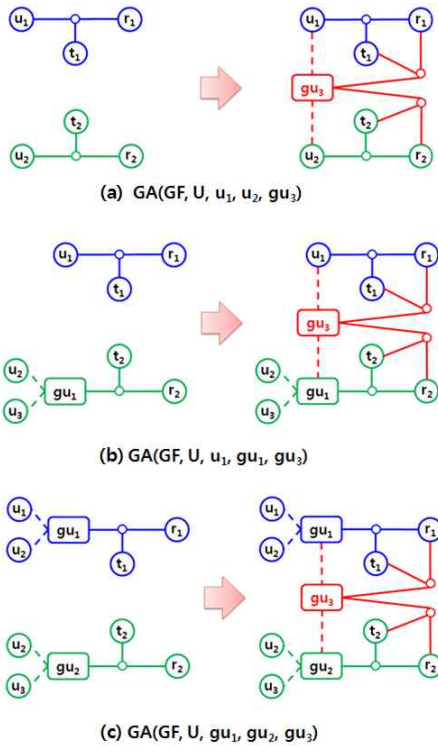 u₁ r₁ u₁ r₁
t₁ t₁
gu₃
t₂ t₂
u₂ r₂ u₂ r₂
(a) GA(GF, U, u₁, u₂, gu₃)
u₁ r₁ u₁ r₁
t₁ t₁
gu₃
u₂ t₂ u₂ t₂
gu₁ r₂ gu₁ r₂
u₃ u₃
(b) GA(GF, U, u₁, gu₁, gu₃)
u₁ u₁
gu₁ r₁ gu₁ r₁
u₂ t₁ u₂ t₁
gu₃
u₂ t₂ u₂ t₂
gu₂ r₂ gu₂ r₂
u₃ u₃
(c) GA(GF, U, gu₁, gu₂, gu₃)